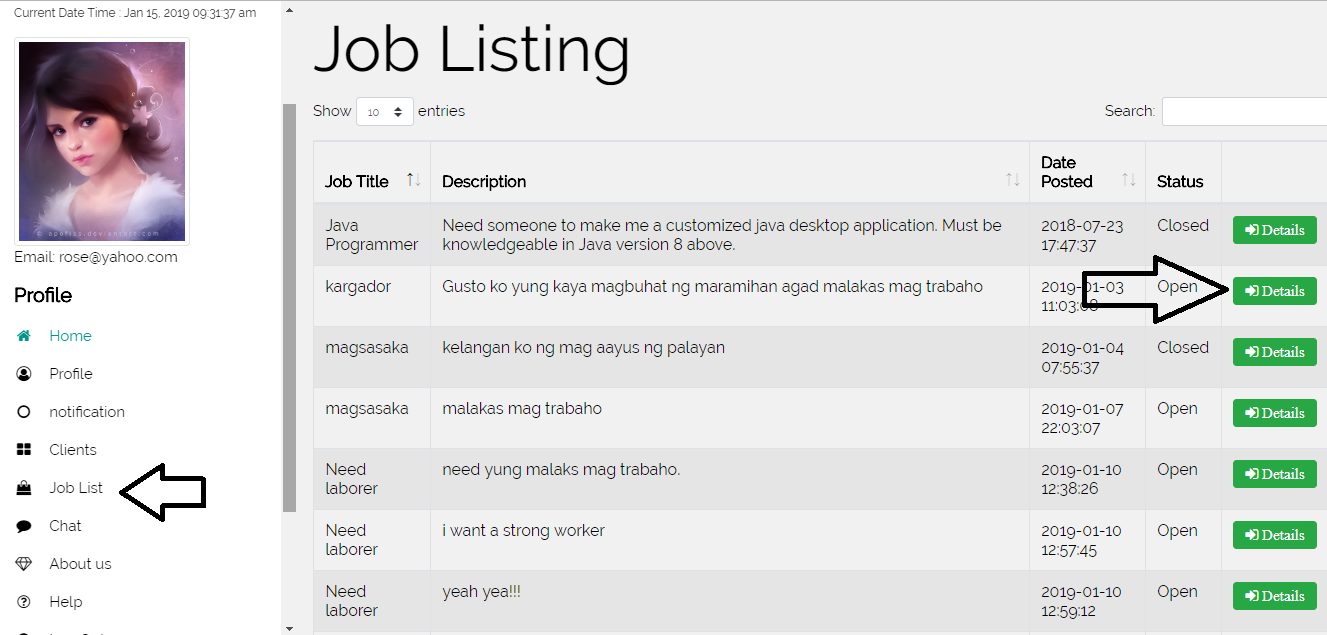 Current Date Time : Jan 15, 2019 09:31:37 am
Email: rose@yahoo.com
Profile
Home
Profile
notification
Clients
Job List
Chat
About us
Help
Job Listing
Show 10 entries
Search:
Job Title
Description
Date
Posted
Status
Java
Programmer
Need someone to make me a customized java desktop application. Must be
knowledgeable in Java version 8 above.
2018-07-23
17:47:37
Closed
Details
kargador
Gusto ko yung kaya magbuhat ng maramihan agad malakas mag trabaho
2019-01-03
11:03:08
Open
Details
magsasaka
kelangan ko ng mag aayus ng palayan
2019-01-04
07:55:37
Closed
Details
magsasaka
malakas mag trabaho
2019-01-07
22:03:07
Open
Details
Need
laborer
need yung malaks mag trabaho.
2019-01-10
12:38:26
Open
Details
Need
laborer
i want a strong worker
2019-01-10
12:57:45
Open
Details
Need
laborer
yeah yea!!!
2019-01-10
12:59:12
Open
Details